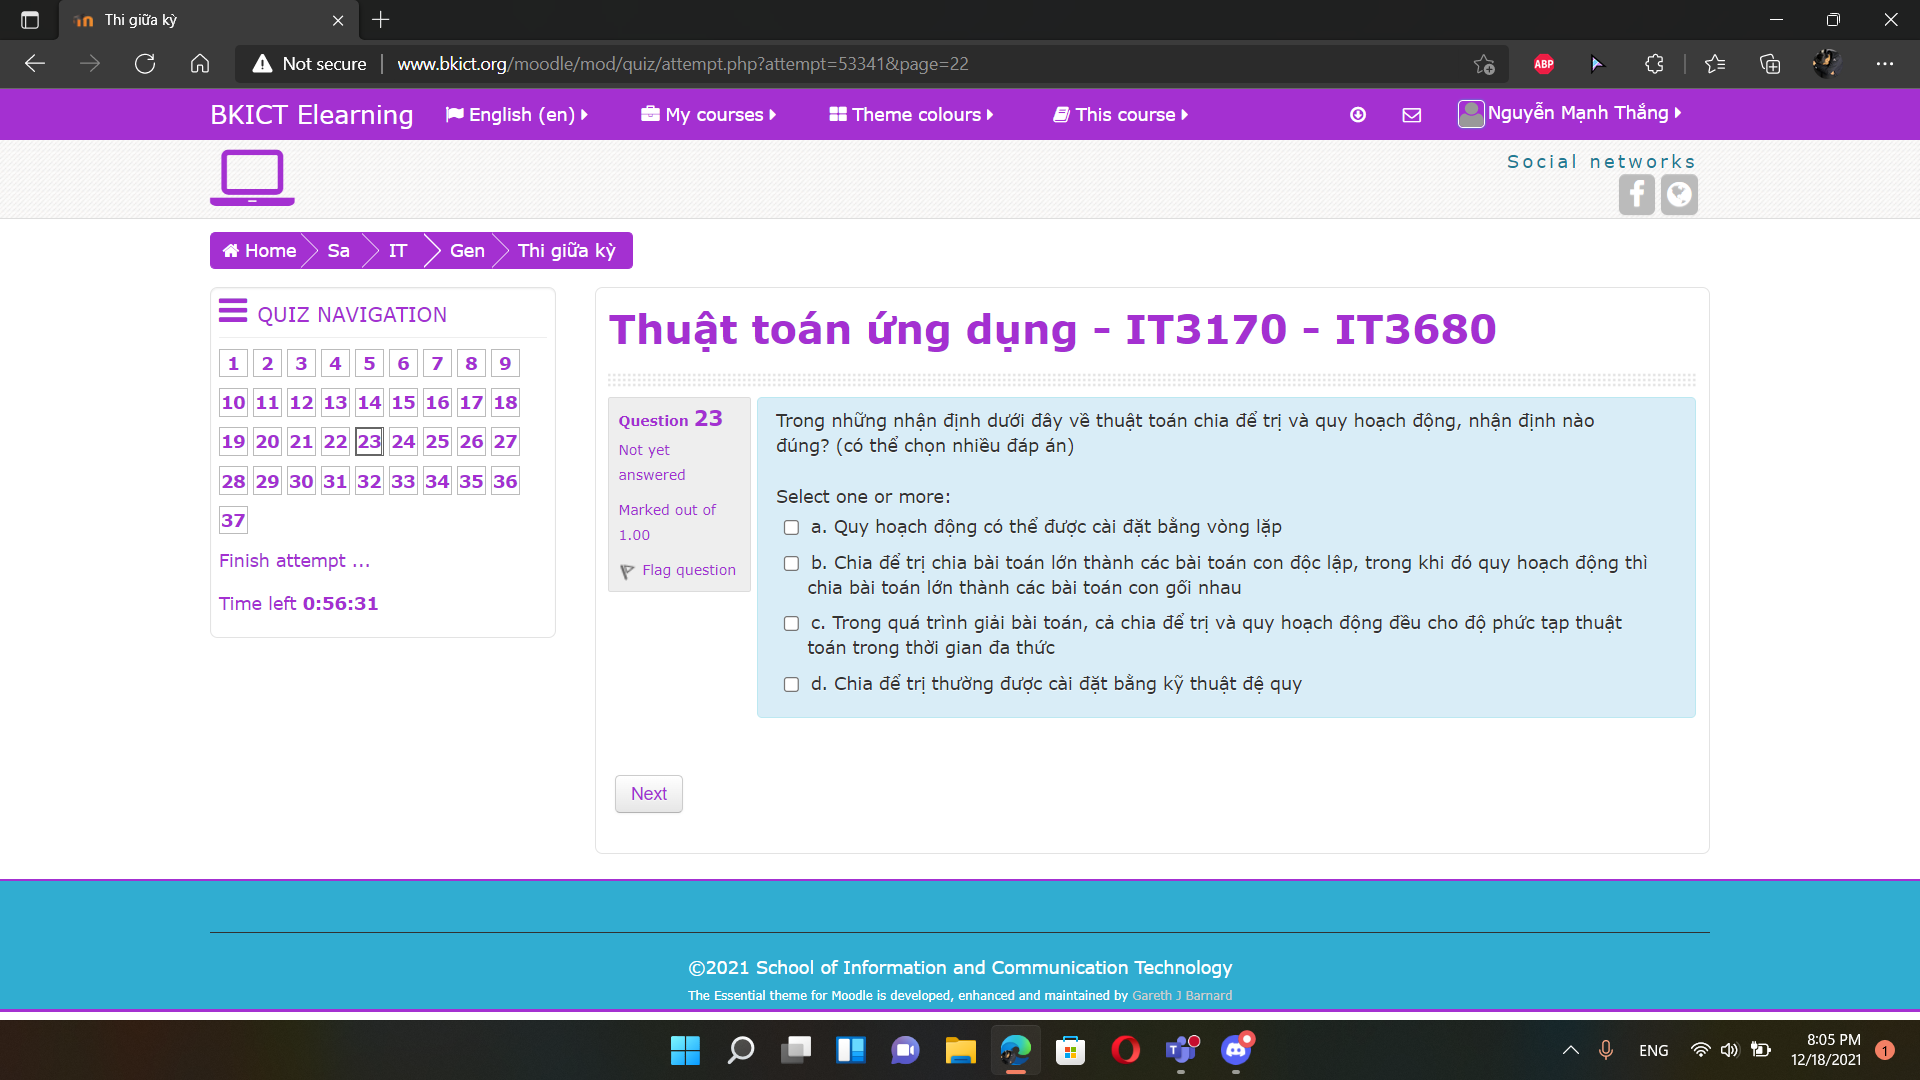 Thi giữa kỳ
Not secure
www.bkict.org/moodle/mod/quiz/attempt.php?attempt=53341&page=22
ABP
BKICT Elearning
English (en)
My courses
Theme colours
This course
Nguyễn Mạnh Thắng
Social networks
Home
Sa
IT
Gen
Thi giữa kỳ
QUIZ NAVIGATION
1 2 3 4 5 6 7 8 9
10 11 12 13 14 15 16 17 18
19 20 21 22 23 24 25 26 27
28 29 30 31 32 33 34 35 36
37
Finish attempt ...
Time left 0:56:31
Thuật toán ứng dụng - IT3170 - IT3680
Question 23
Not yet
answered
Marked out of
1.00
Flag question
Trong những nhận định dưới đây về thuật toán chia để trị và quy hoạch động, nhận định nào
đúng? (có thể chọn nhiều đáp án)
Select one or more:
a. Quy hoạch động có thể được cài đặt bằng vòng lặp
b. Chia để trị chia bài toán lớn thành các bài toán con độc lập, trong khi đó quy hoạch động thì
chia bài toán lớn thành các bài toán con gối nhau
c. Trong quá trình giải bài toán, cả chia để trị và quy hoạch động đều cho độ phức tạp thuật
toán trong thời gian đa thức
d. Chia để trị thường được cài đặt bằng kỹ thuật đệ quy
Next
©2021 School of Information and Communication Technology
The Essential theme for Moodle is developed, enhanced and maintained by Gareth J Barnard
ENG
8:05 PM
12/18/2021
1